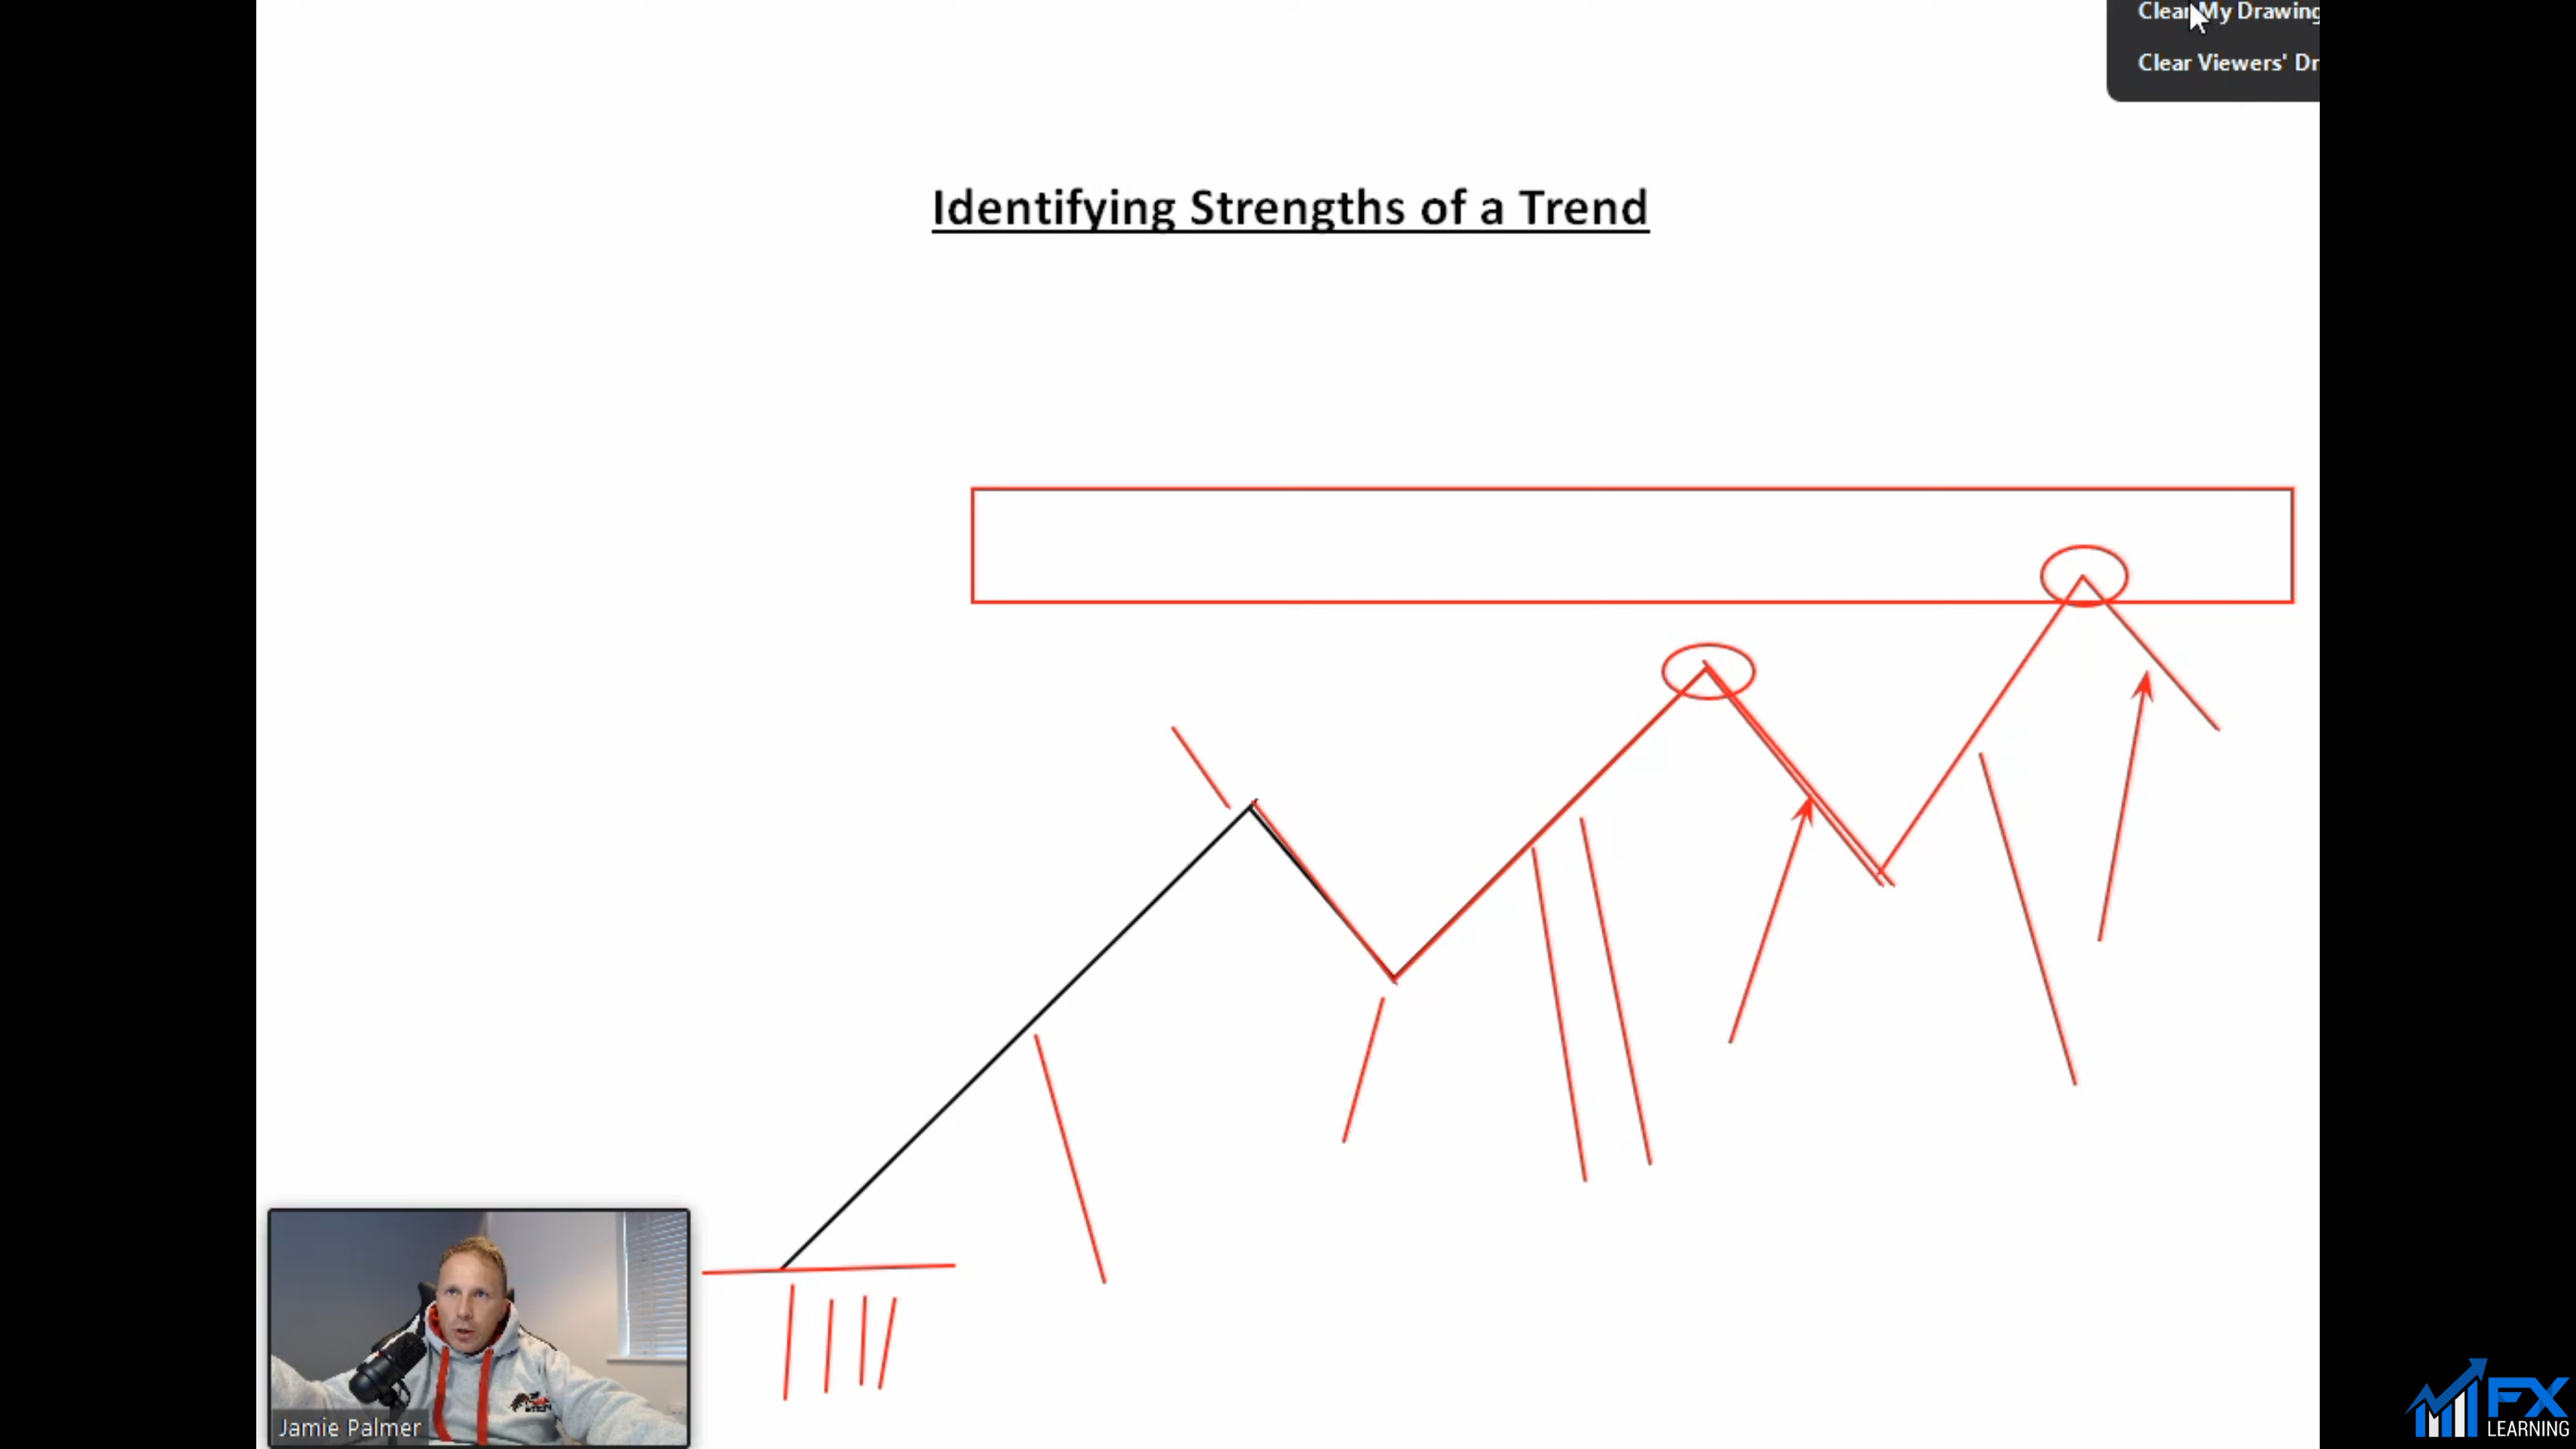 Clear My Drawing
Clear Viewers' Dr
Identifying Strengths of a Trend
Jamie Palmer
FX
LEARNING